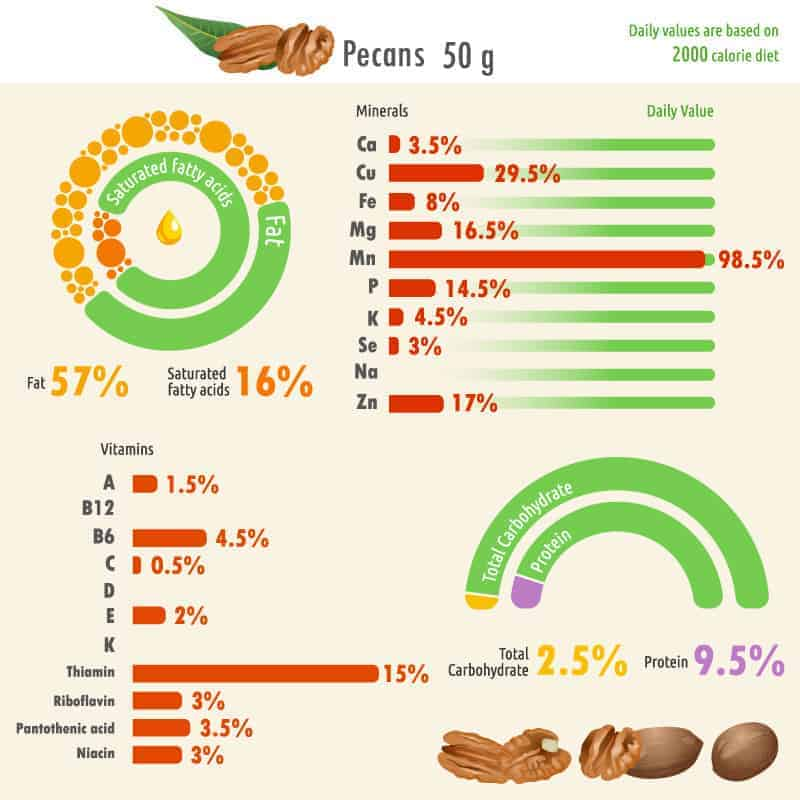 Pecans 50 g
Daily values are based on
2000 calorie diet
Saturated fatty acids
Fat
Fat 57%
Saturated
fatty acids 16%
Minerals Daily Value
Ca 3.5%
Cu 29.5%
Fe 8%
Mg 16.5%
Mn 98.5%
P 14.5%
K 4.5%
Se 3%
Na
Zn 17%
Vitamins
A 1.5%
B12
B6 4.5%
C 0.5%
D
E 2%
K
Thiamin 15%
Riboflavin 3%
Pantothenic acid 3.5%
Niacin 3%
Total Carbohydrate
Protein
Total
Carbohydrate 2.5%
Protein 9.5%